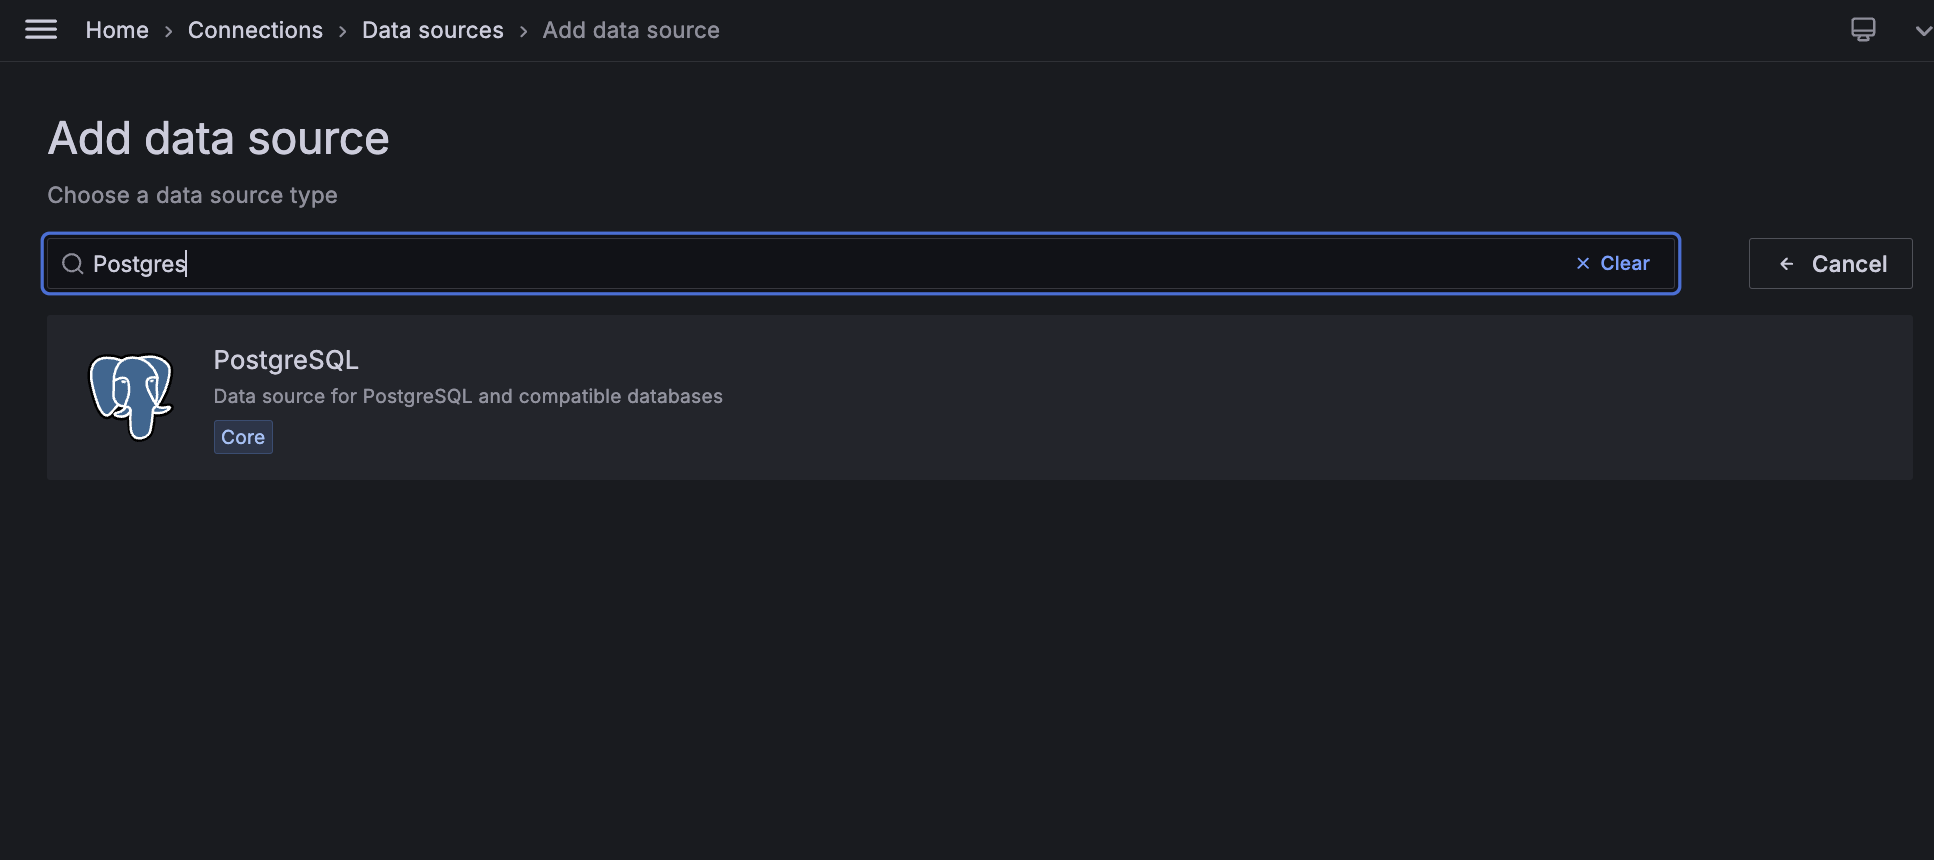 Home › Connections › Data sources › Add data source
Add data source
Choose a data source type
Postgres
Clear
Cancel
PostgreSQL
Data source for PostgreSQL and compatible databases
Core